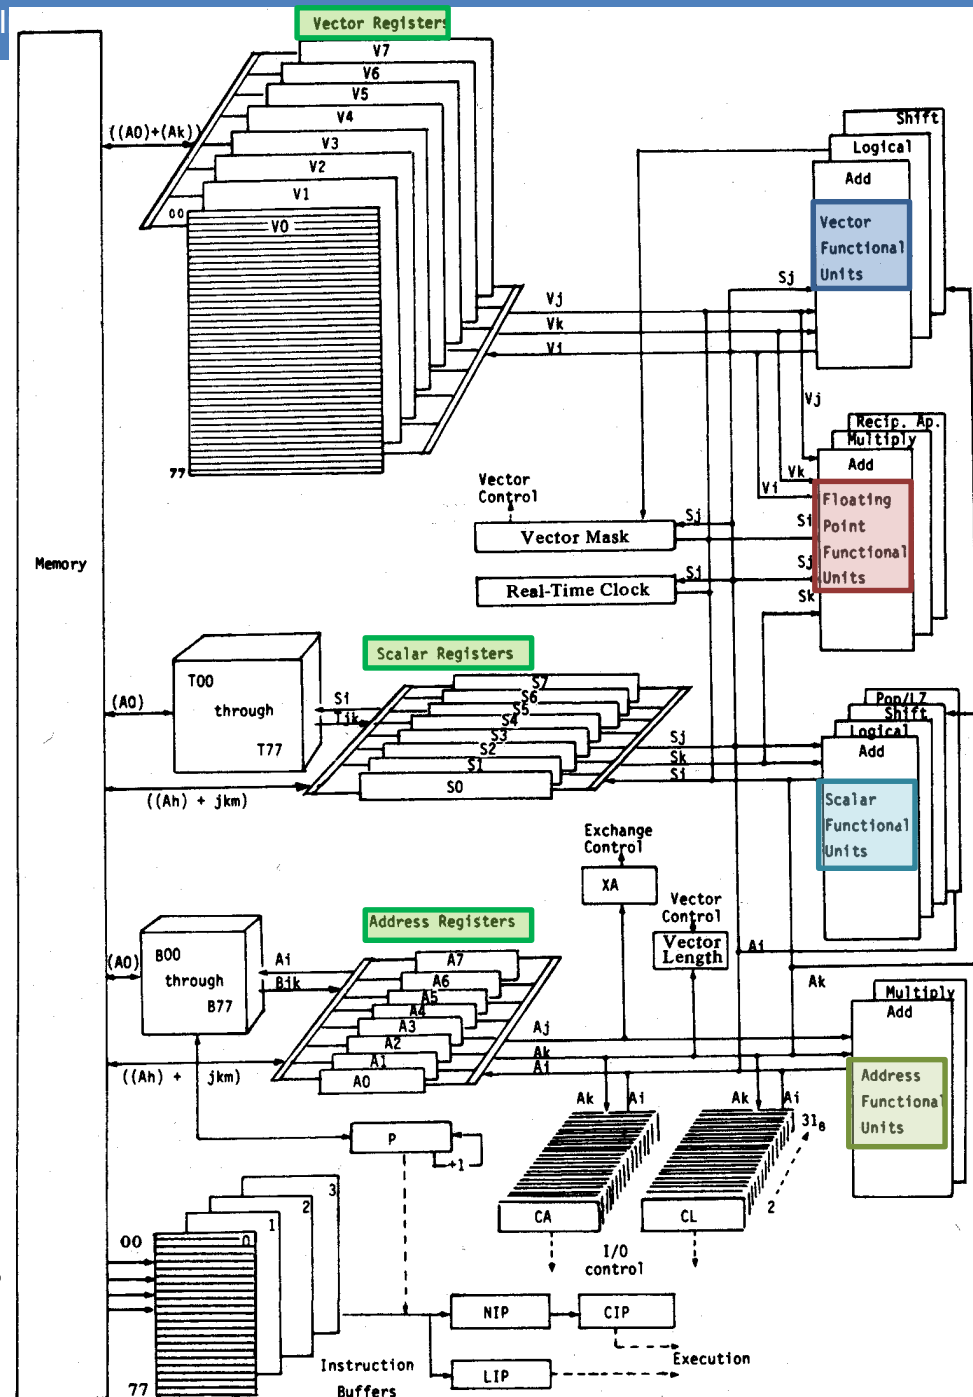 Vector Registers
V7
V6
V5
V4
V3
V2
V1
V0
00
77
((A0)+(Ak))
Shift
Logical
Add
Vector
Functional
Units
Sj
Vj
Vk
Vi
Vj
Recip. Ap.
Multiply
Add
Vk
Vi
Floating
Point
Functional
Units
Si
Sj
Sk
Vector
Control
Sj
Vector Mask
Sj
Real-Time Clock
Memory
Scalar Registers
T00
through
T77
(A0)
Si
Tjk
S7
S6
S5
S4
S3
S2
S1
S0
((Ah) + jkm)
Sj
Sk
Si
Pop/LZ
Shift
Logical
Add
Scalar
Functional
Units
Exchange
Control
XA
Vector
Control
Vector
Length
Address Registers
B00
through
B77
(A0)
Ai
Bjk
A7
A6
A5
A4
A3
A2
A1
A0
((Ah) + jkm)
Aj
Ak
Ai
Ai
Ak
Multiply
Add
Address
Functional
Units
Ak
Ai
Ak
Ai
31₈
2
CA
CL
I/O
control
P
+1
3
2
1
0
00
77
Instruction
Buffers
NIP
CIP
LIP
Execution